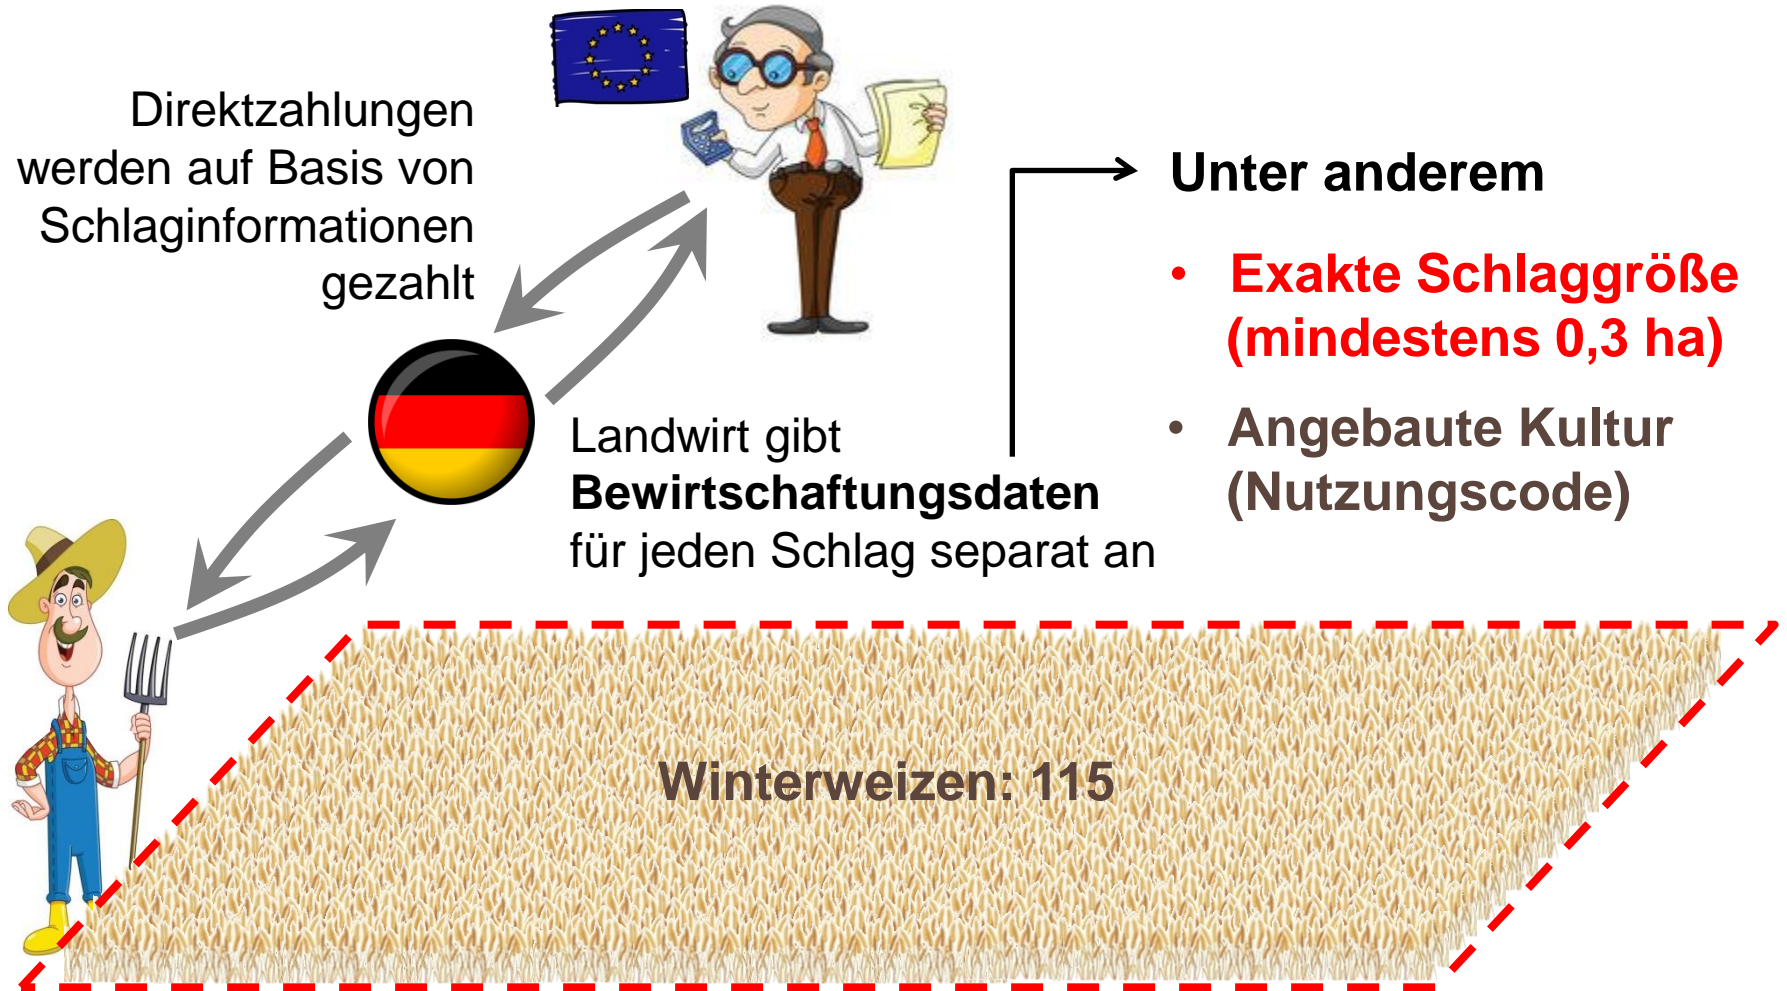 Direktzahlungen
werden auf Basis von
Schlaginformationen
gezahlt
Unter anderem
• Exakte Schlaggröße
(mindestens 0,3 ha)
• Angebaute Kultur
(Nutzungscode)
Landwirt gibt
Bewirtschaftungsdaten
für jeden Schlag separat an
Winterweizen: 115